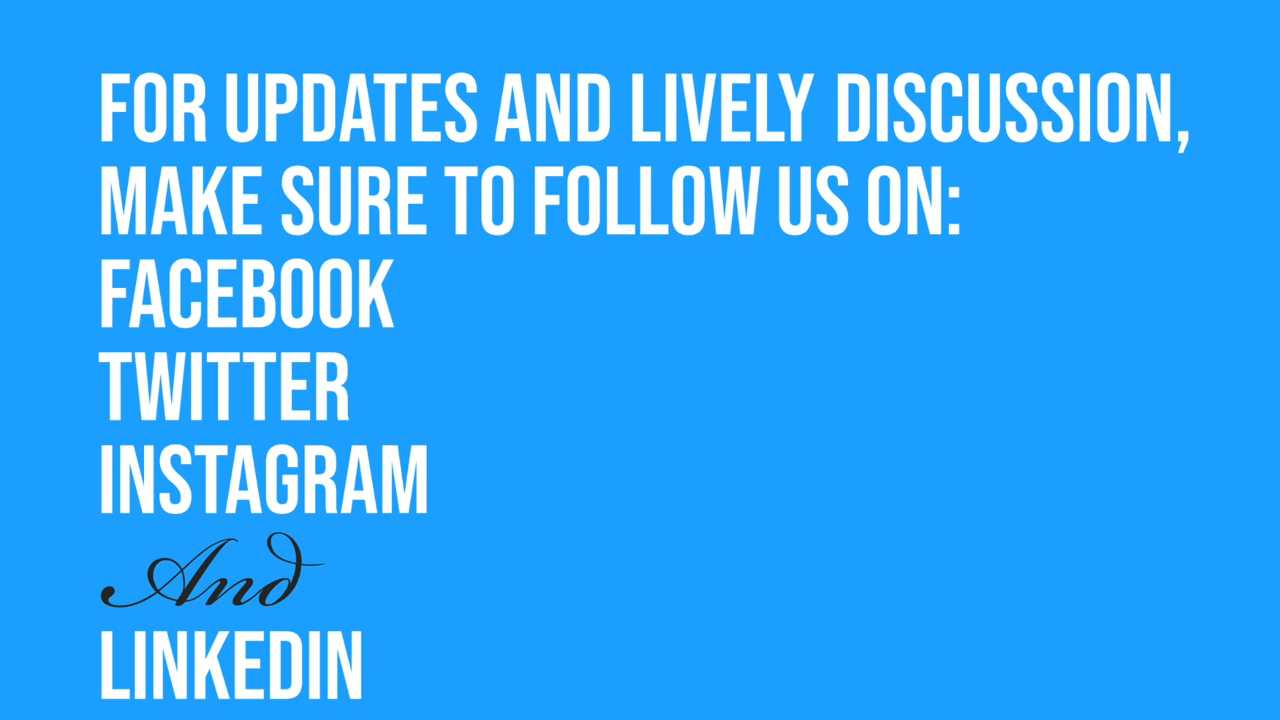 FOR UPDATES AND LIVELY DISCUSSION,
MAKE SURE TO FOLLOW US ON:
FACEBOOK
TWITTER
INSTAGRAM
And
LINKEDIN